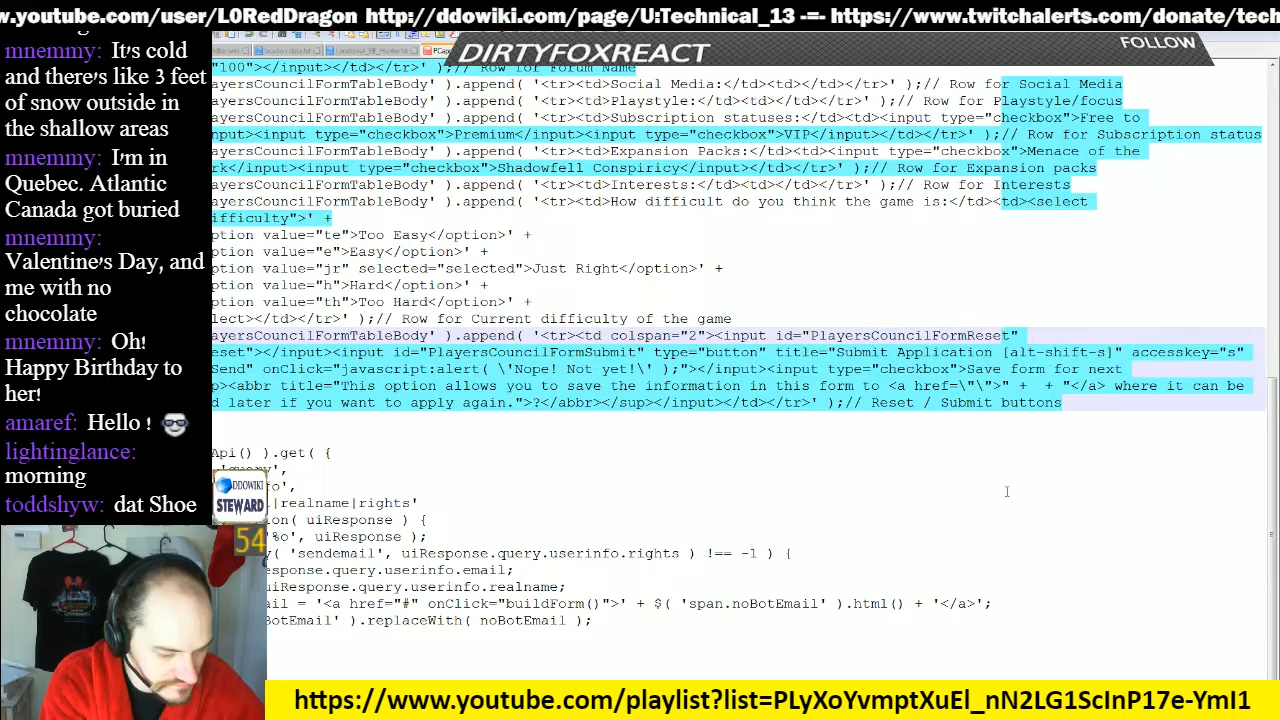 w.youtube.com/user/L0RedDragon http://ddowiki.com/page/U:Technical_13 -=- https://www.twitchalerts.com/donate/tech
DIRTYFOXREACT
FOLLOW
mnemmy: It's cold
and there's like 3 feet
of snow outside in
the shallow areas
mnemmy: I'm in
Quebec. Atlantic
Canada got buried
mnemmy:
Valentine's Day, and
me with no
chocolate
mnemmy: Oh!
Happy Birthday to
her!
amaref: Hello !
lightinglance:
morning
toddshyw: dat Shoe
"100"></input></td></tr>' );// Row for Forum Name
ayersCouncilFormTableBody' ).append( '<tr><td>Social Media:</td><td></td></tr>' );// Row for Social Media
ayersCouncilFormTableBody' ).append( '<tr><td>Playstyle:</td><td></td></tr>' );// Row for Playstyle/focus
ayersCouncilFormTableBody' ).append( '<tr><td>Subscription statuses:</td><td><input type="checkbox">Free to
nput><input type="checkbox">Premium</input><input type="checkbox">VIP</input></td></tr>' );// Row for Subscription status
ayersCouncilFormTableBody' ).append( '<tr><td>Expansion Packs:</td><td><input type="checkbox">Menace of the
rk</input><input type="checkbox">Shadowfell Conspiricy</input></td></tr>' );// Row for Expansion packs
ayersCouncilFormTableBody' ).append( '<tr><td>Interests:</td><td></td></tr>' );// Row for Interests
ayersCouncilFormTableBody' ).append( '<tr><td>How difficult do you think the game is:</td><td><select
ifficulty">' +
ption value="te">Too Easy</option>' +
ption value="e">Easy</option>' +
ption value="jr" selected="selected">Just Right</option>' +
ption value="h">Hard</option>' +
ption value="th">Too Hard</option>' +
lect></td></tr>' );// Row for Current difficulty of the game
ayersCouncilFormTableBody' ).append( '<tr><td colspan="2"><input id="PlayersCouncilFormReset"
eset"></input><input id="PlayersCouncilFormSubmit" type="button" title="Submit Application [alt-shift-s]" accesskey="s"
Send" onClick="javascript:alert( \'Nope! Not yet!\' );"></input><input type="checkbox">Save form for next
p><abbr title="This option allows you to save the information in this form to <a href=\"\">" +  + "</a> where it can be
d later if you want to apply again.">?</abbr></sup></input></td></tr>' );// Reset / Submit buttons
Api() ).get( {
'query',
fo',
|realname|rights'
ion( uiResponse ) {
'%o', uiResponse );
y( 'sendemail', uiResponse.query.userinfo.rights ) !== -1 ) {
sponse.query.userinfo.email;
uiResponse.query.userinfo.realname;
ail = '<a href="#" onClick="buildForm()">' + $( 'span.noBotEmail' ).html() + '</a>';
BotEmail' ).replaceWith( noBotEmail );
DDOWIKI
STEWARD
54
https://www.youtube.com/playlist?list=PLyXoYvmptXuEl_nN2LG1ScInP17e-YmI1